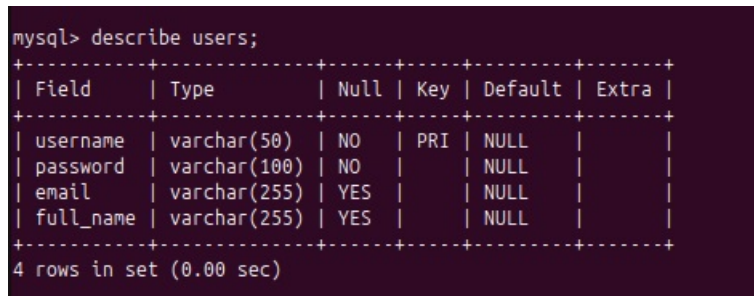 mysql> describe users;
+-----------+--------------+------+-----+---------+-------+
| Field     | Type         | Null | Key | Default | Extra |
+-----------+--------------+------+-----+---------+-------+
| username  | varchar(50)  | NO   | PRI | NULL    |       |
| password  | varchar(100) | NO   |     | NULL    |       |
| email     | varchar(255) | YES  |     | NULL    |       |
| full_name | varchar(255) | YES  |     | NULL    |       |
+-----------+--------------+------+-----+---------+-------+
4 rows in set (0.00 sec)